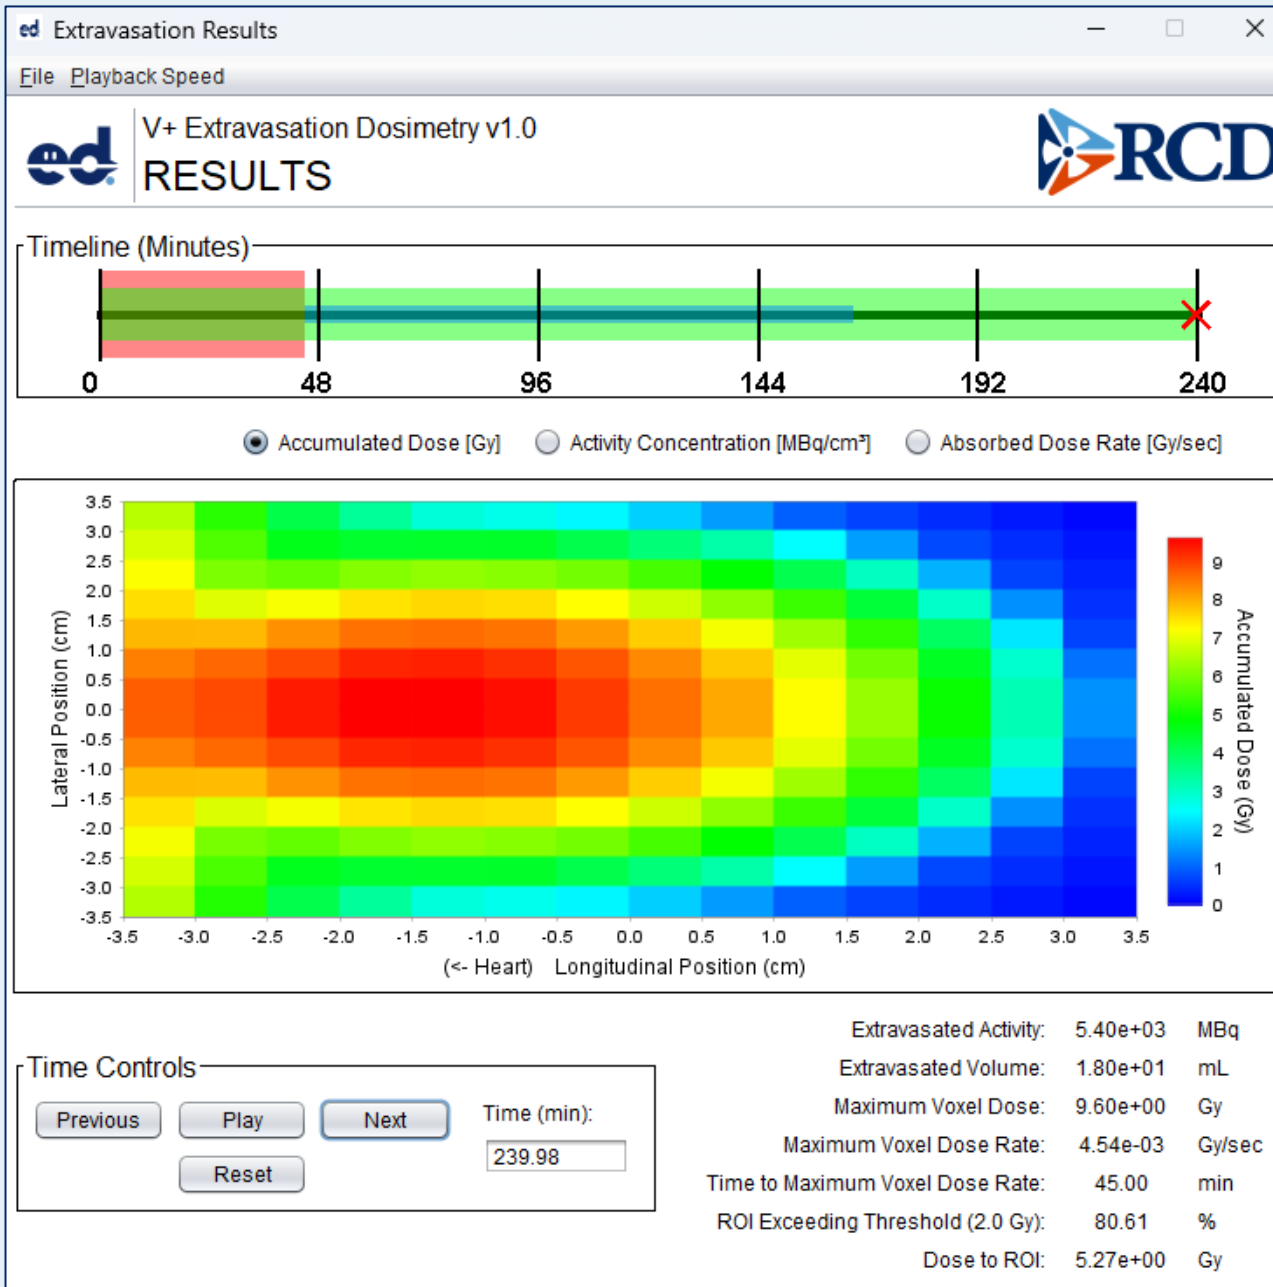 ed Extravasation Results
File Playback Speed
ed.
V+ Extravasation Dosimetry v1.0
RESULTS
RCD
Timeline (Minutes)
0 48 96 144 192 240
Accumulated Dose [Gy] Activity Concentration [MBq/cm³] Absorbed Dose Rate [Gy/sec]
Lateral Position (cm)
3.5
3.0
2.5
2.0
1.5
1.0
0.5
0.0
-0.5
-1.0
-1.5
-2.0
-2.5
-3.0
-3.5
-3.5 -3.0 -2.5 -2.0 -1.5 -1.0 -0.5 0.0 0.5 1.0 1.5 2.0 2.5 3.0 3.5
(<- Heart) Longitudinal Position (cm)
9
8
7
6
5
4
3
2
1
0
Accumulated Dose (Gy)
Time Controls
Previous Play Next
Reset
Time (min):
239.98
Extravasated Activity: 5.40e+03 MBq
Extravasated Volume: 1.80e+01 mL
Maximum Voxel Dose: 9.60e+00 Gy
Maximum Voxel Dose Rate: 4.54e-03 Gy/sec
Time to Maximum Voxel Dose Rate: 45.00 min
ROI Exceeding Threshold (2.0 Gy): 80.61 %
Dose to ROI: 5.27e+00 Gy